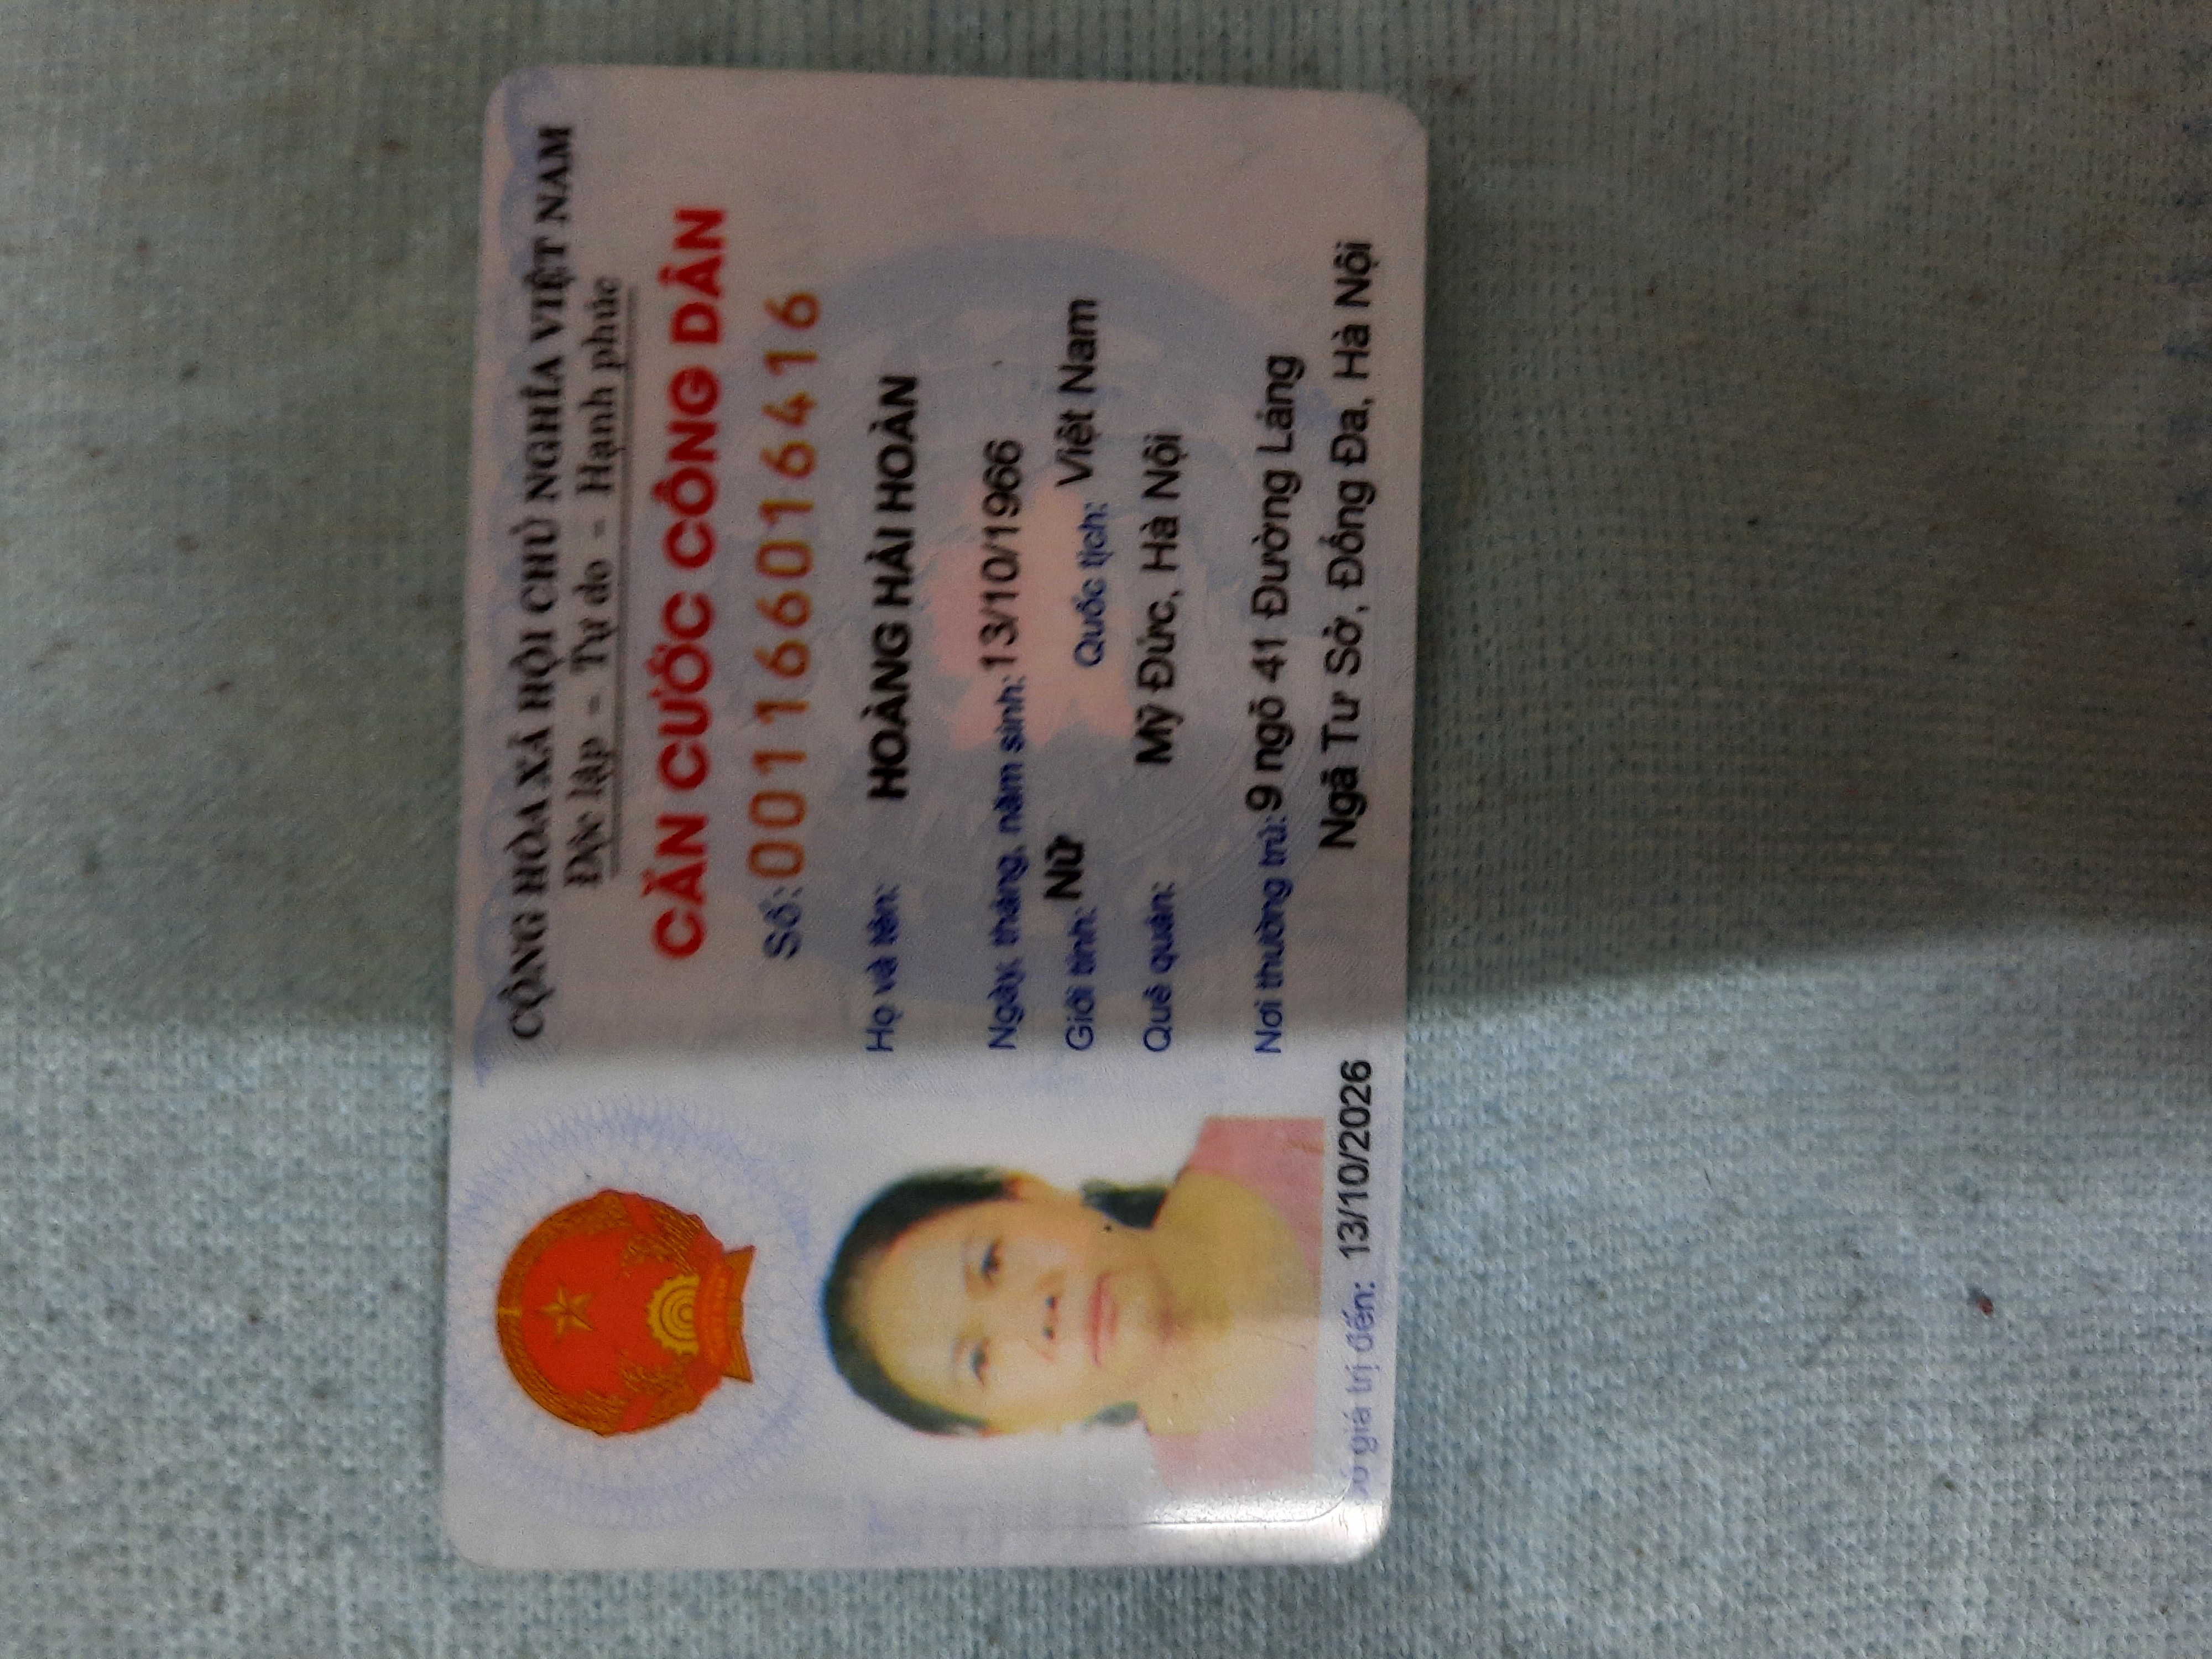 CỘNG HÒA XÃ HỘI CHỦ NGHĨA VIỆT NAM
Độc lập - Tự do - Hạnh phúc
CĂN CƯỚC CÔNG DÂN
Số: 001166016416
Họ và tên: HOÀNG HẢI HOÀN
Ngày, tháng, năm sinh: 13/10/1966
Giới tính: Nữ Quốc tịch: Việt Nam
Quê quán: Mỹ Đức, Hà Nội
Nơi thường trú: 9 ngõ 41 Đường Láng
Ngã Tư Sở, Đống Đa, Hà Nội
Có giá trị đến: 13/10/2026